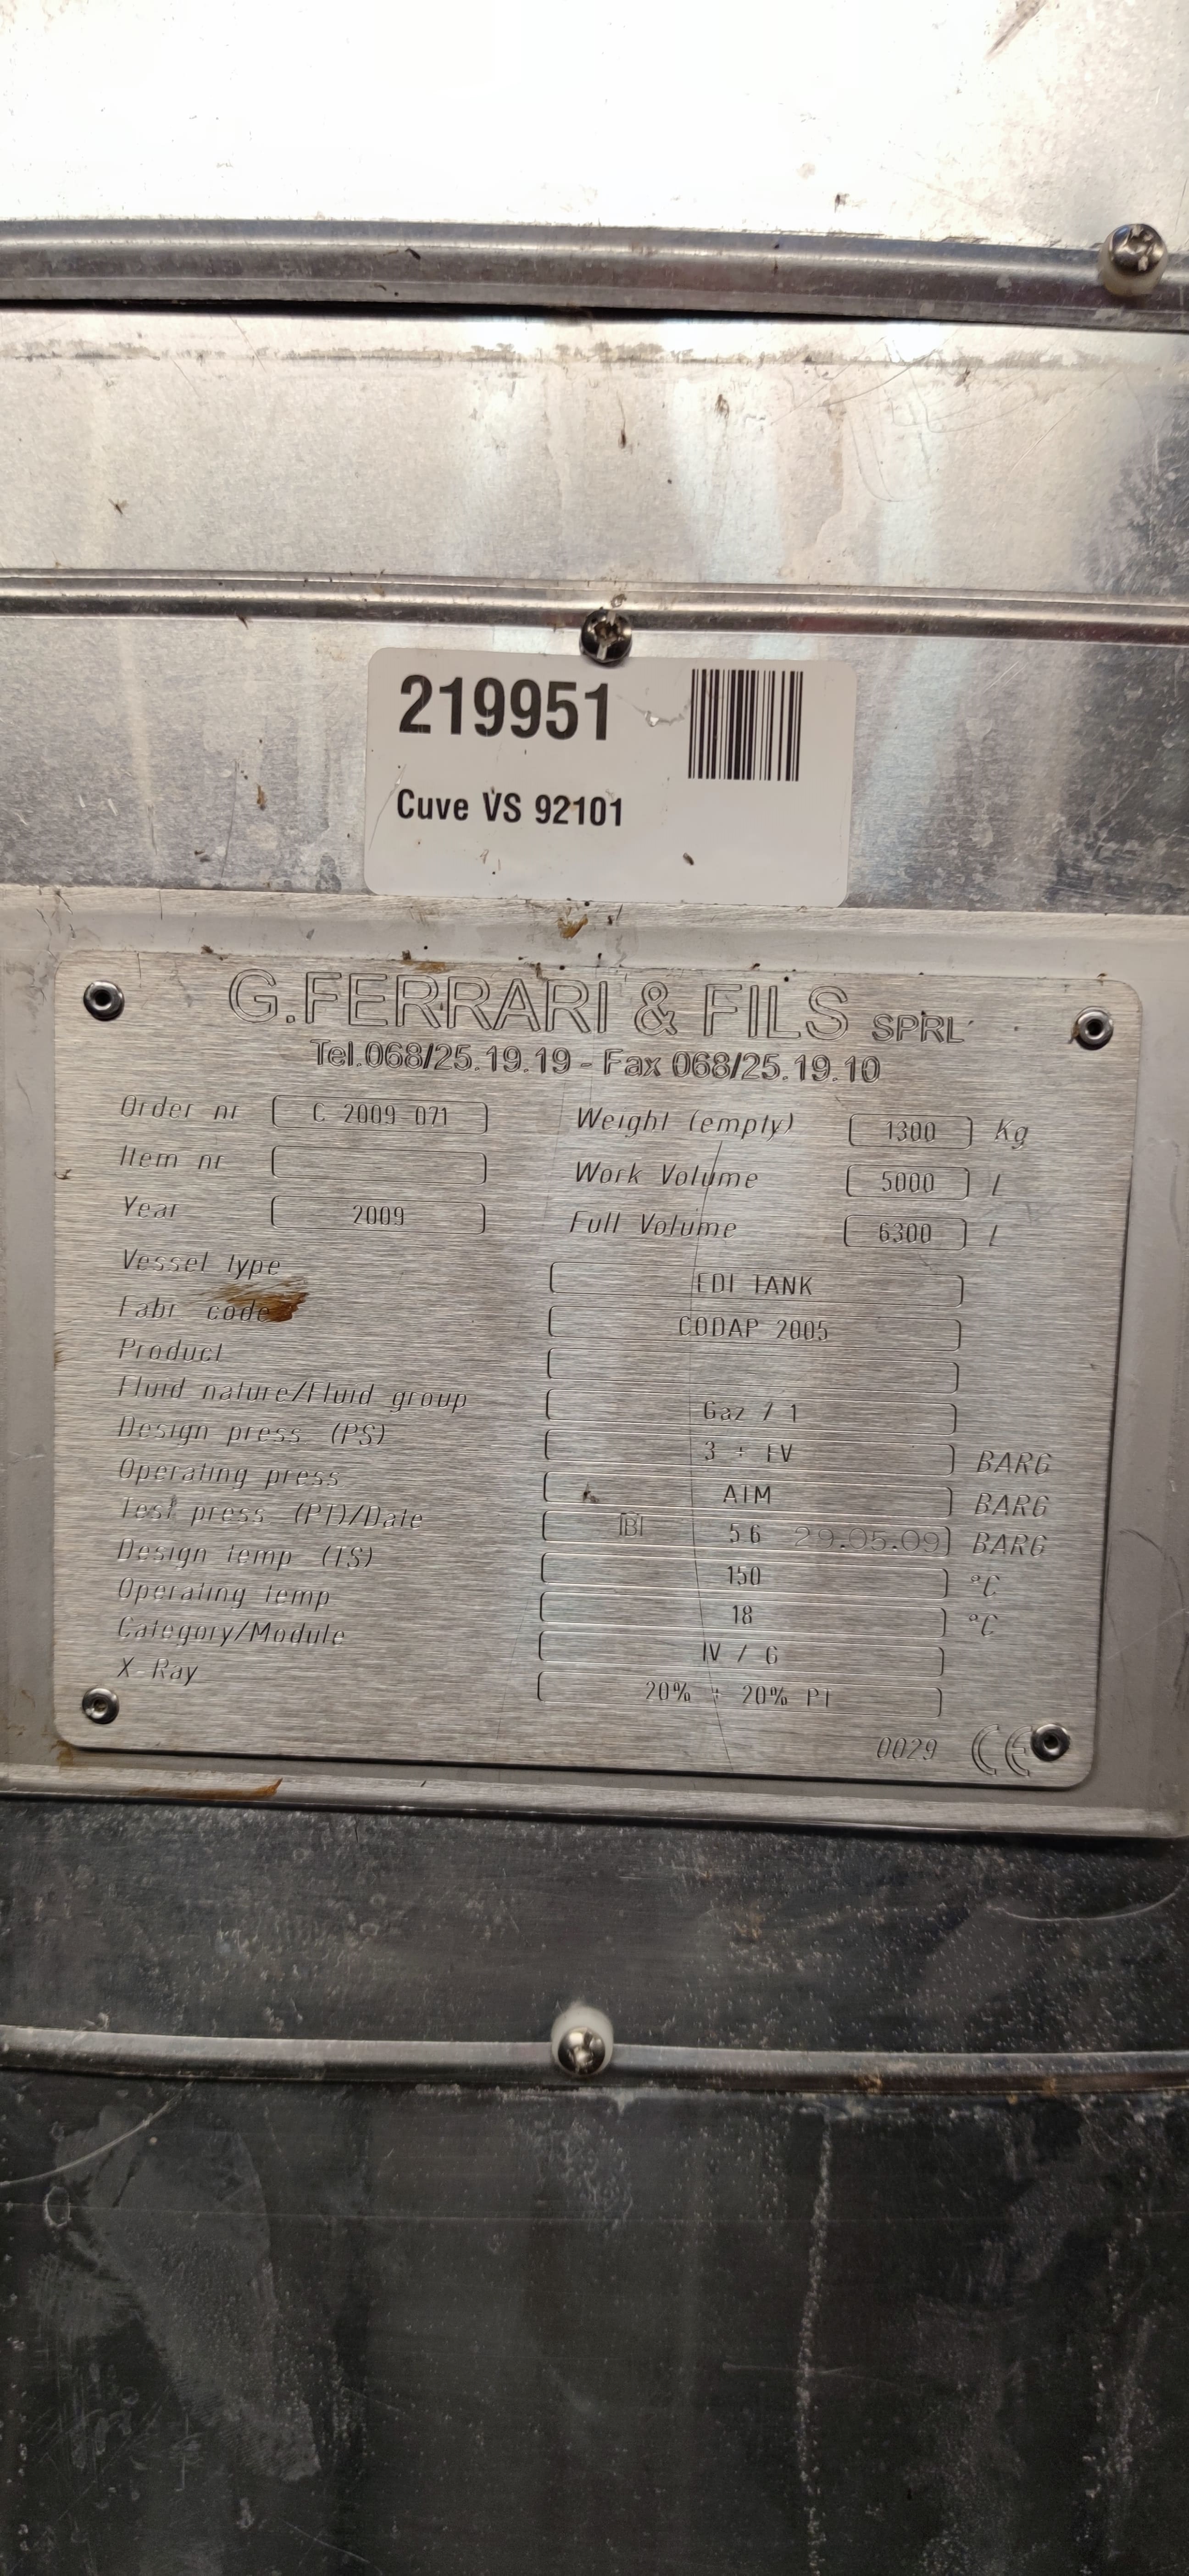 219951
Cuve VS 92101
G.FERRARI & FILS SPRL
Tel.068/25.19.19 - Fax 068/25.19.10
Order nr C 2009-071 Weight (empty) 1300 Kg
Item nr Work Volume 5000 l
Year 2009 Full Volume 6300 l
Vessel type EDI TANK
Fabr code CODAP 2005
Product
Fluid nature/Fluid group Gaz / 1
Design press (PS) 3 ÷ FV BARG
Operating press ATM BARG
Test press (PT)/Date 5.6 29.05.09 BARG
Design temp (TS) 150 °C
Operating temp 18 °C
Category/Module IV / G
X-Ray 20% + 20% PT
0029 CE